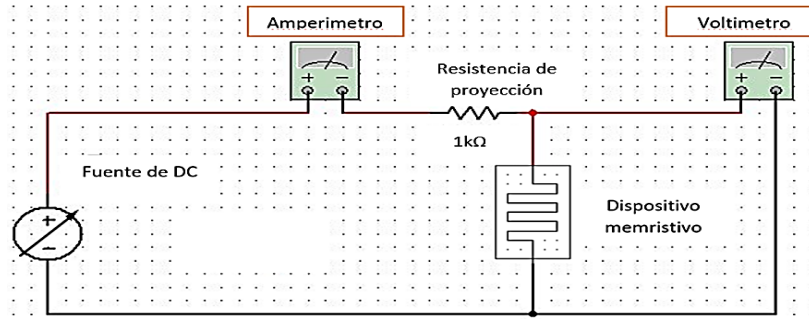 Amperimetro
Voltimetro
+ −
+ −
Resistencia de
proyección
1kΩ
Fuente de DC
+
−
Dispositivo
memristivo